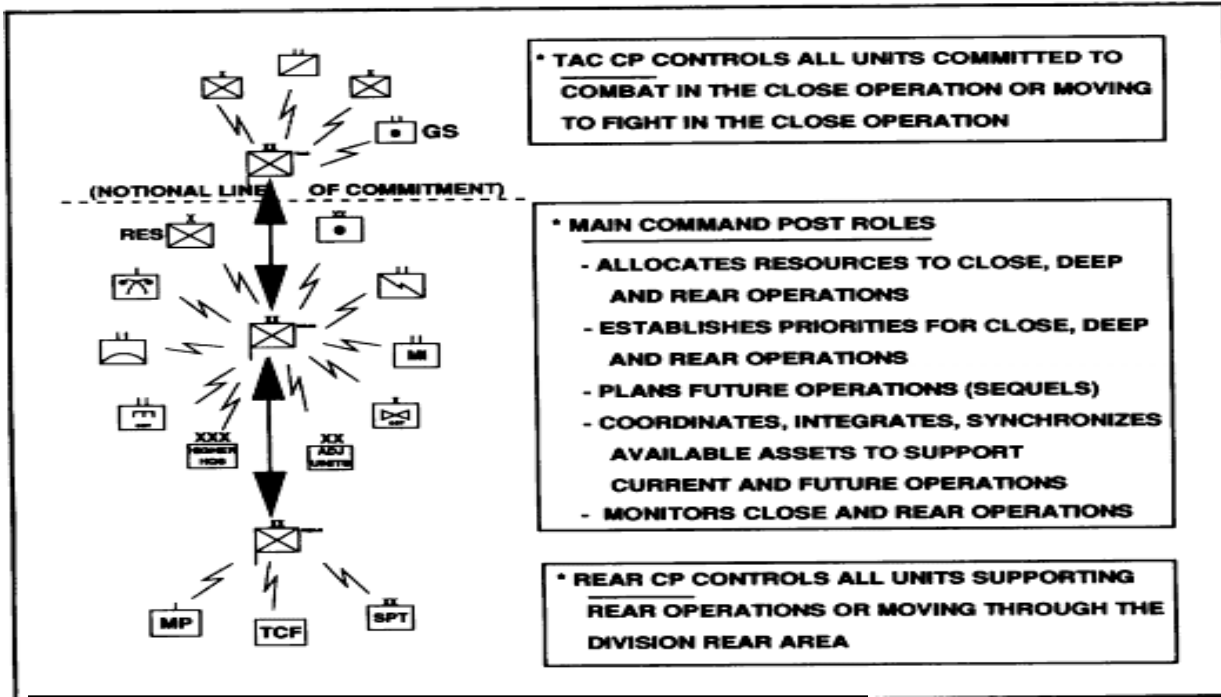 GS
(NOTIONAL LINE OF COMMITMENT)
RES
MI
XXX
HIGHER
HQS
XX
ADJ
UNITS
MP
TCF
XX
SPT
* TAC CP CONTROLS ALL UNITS COMMITTED TO
COMBAT IN THE CLOSE OPERATION OR MOVING
TO FIGHT IN THE CLOSE OPERATION
* MAIN COMMAND POST ROLES
- ALLOCATES RESOURCES TO CLOSE, DEEP
AND REAR OPERATIONS
- ESTABLISHES PRIORITIES FOR CLOSE, DEEP
AND REAR OPERATIONS
- PLANS FUTURE OPERATIONS (SEQUELS)
- COORDINATES, INTEGRATES, SYNCHRONIZES
AVAILABLE ASSETS TO SUPPORT
CURRENT AND FUTURE OPERATIONS
- MONITORS CLOSE AND REAR OPERATIONS
* REAR CP CONTROLS ALL UNITS SUPPORTING
REAR OPERATIONS OR MOVING THROUGH THE
DIVISION REAR AREA